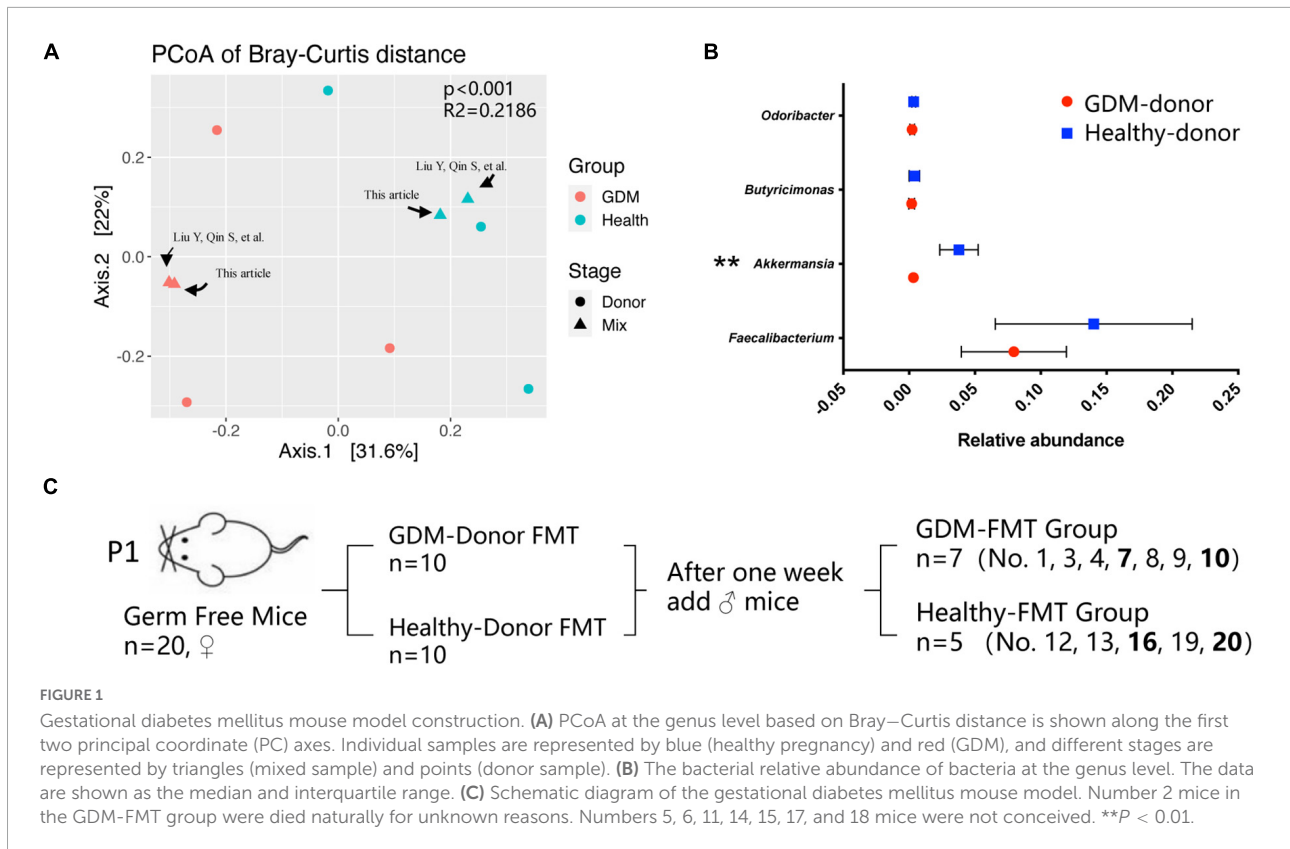 A
PCoA of Bray-Curtis distance
p<0.001
R2=0.2186
Liu Y, Qin S, et al.
This article
Liu Y, Qin S, et al.
This article
0.2
0.0
-0.2
Axis.2 [22%]
-0.2
0.0
0.2
Axis.1 [31.6%]
Group
GDM
Health
Stage
Donor
Mix
B
GDM-donor
Healthy-donor
Odoribacter
Butyricimonas
** Akkermansia
Faecalibacterium
-0.05
0.00
0.05
0.10
0.15
0.20
0.25
Relative abundance
C
P1
Germ Free Mice
n=20, ♀
GDM-Donor FMT
n=10
Healthy-Donor FMT
n=10
After one week
add ♂ mice
GDM-FMT Group
n=7 (No. 1, 3, 4, 7, 8, 9, 10)
Healthy-FMT Group
n=5 (No. 12, 13, 16, 19, 20)
FIGURE 1
Gestational diabetes mellitus mouse model construction. (A) PCoA at the genus level based on Bray−Curtis distance is shown along the first
two principal coordinate (PC) axes. Individual samples are represented by blue (healthy pregnancy) and red (GDM), and different stages are
represented by triangles (mixed sample) and points (donor sample). (B) The bacterial relative abundance of bacteria at the genus level. The data
are shown as the median and interquartile range. (C) Schematic diagram of the gestational diabetes mellitus mouse model. Number 2 mice in
the GDM-FMT group were died naturally for unknown reasons. Numbers 5, 6, 11, 14, 15, 17, and 18 mice were not conceived. **P < 0.01.